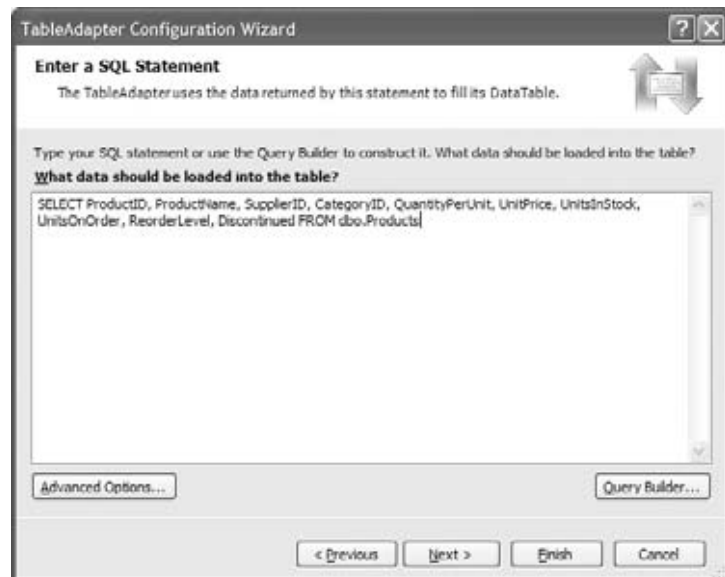 TableAdapter Configuration Wizard
Enter a SQL Statement
The TableAdapter uses the data returned by this statement to fill its DataTable.
Type your SQL statement or use the Query Builder to construct it. What data should be loaded into the table?
What data should be loaded into the table?
SELECT ProductID, ProductName, SupplierID, CategoryID, QuantityPerUnit, UnitPrice, UnitsInStock,
UnitsOnOrder, ReorderLevel, Discontinued FROM dbo.Products
Advanced Options...
Query Builder...
< Previous
Next >
Finish
Cancel